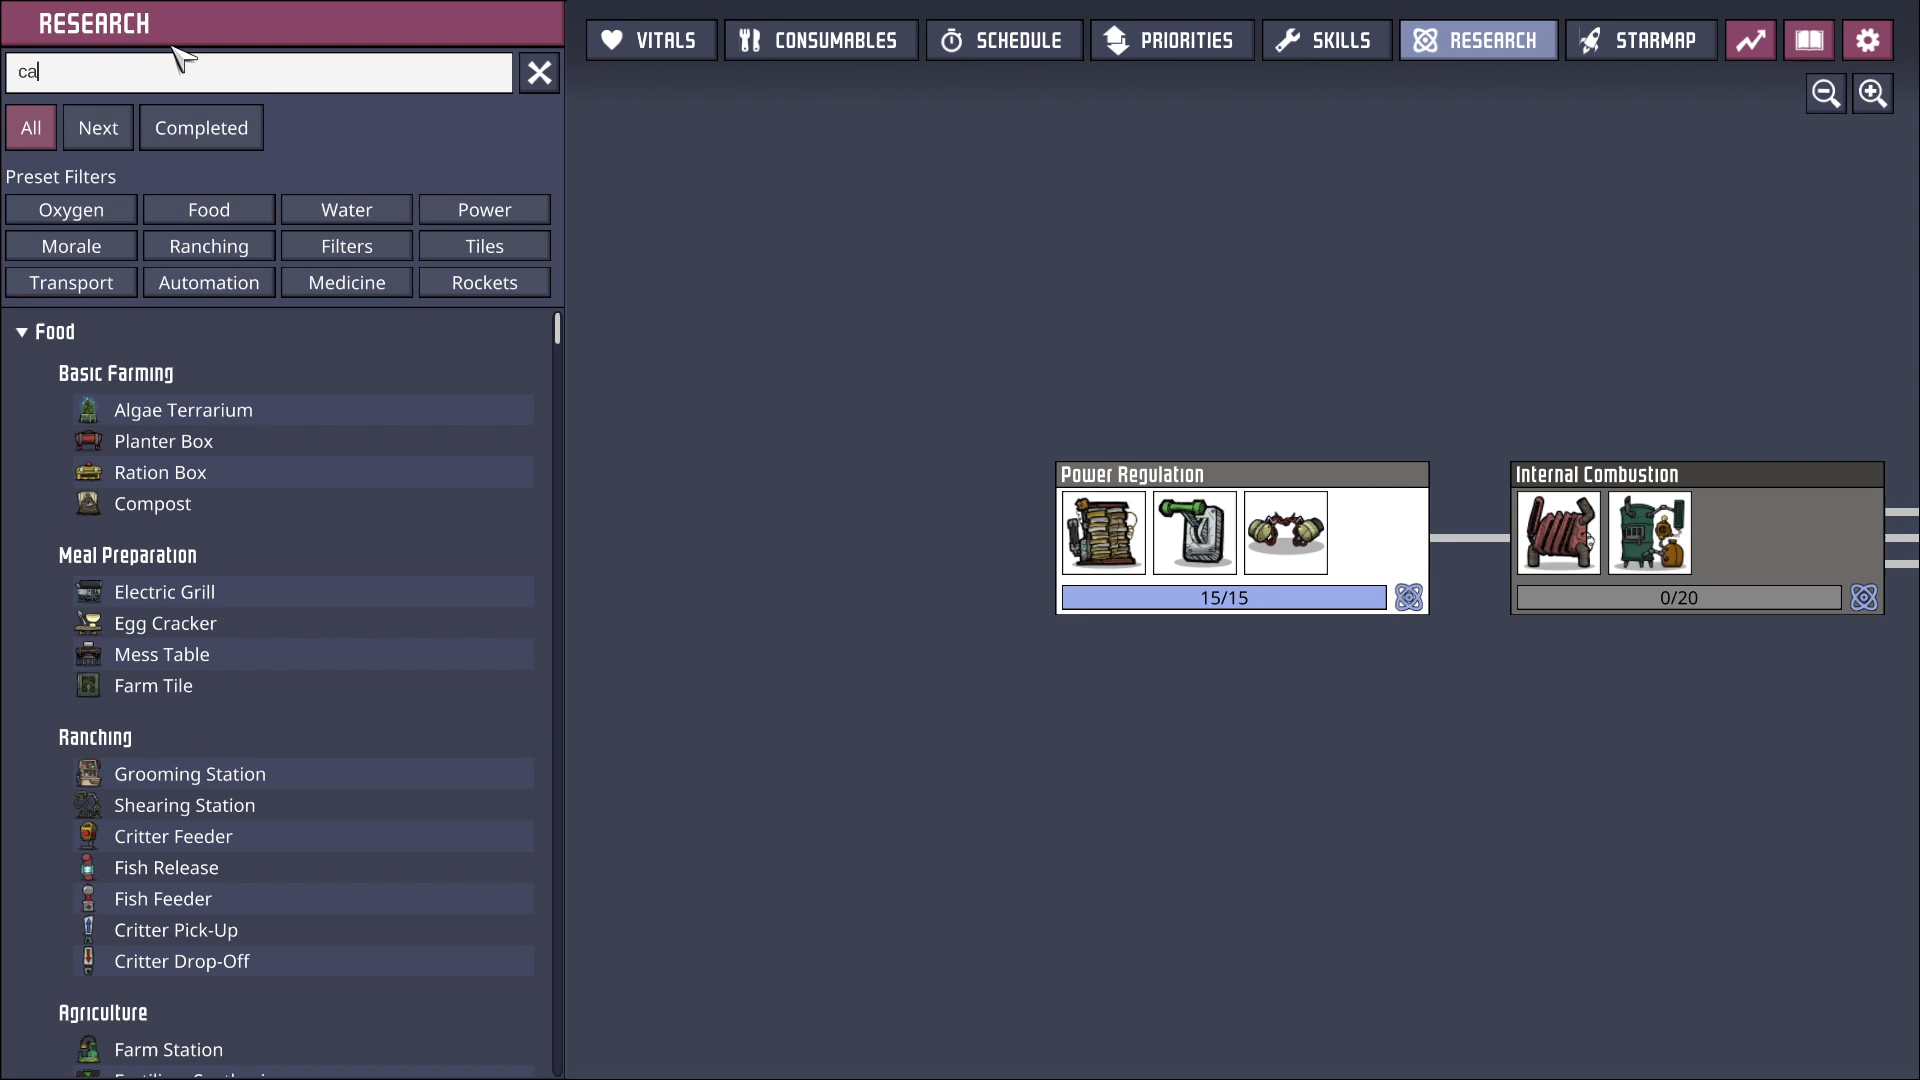 RESEARCH
ca
All Next Completed
Preset Filters
Oxygen Food Water Power
Morale Ranching Filters Tiles
Transport Automation Medicine Rockets
Food
Basic Farming
Algae Terrarium
Planter Box
Ration Box
Compost
Meal Preparation
Electric Grill
Egg Cracker
Mess Table
Farm Tile
Ranching
Grooming Station
Shearing Station
Critter Feeder
Fish Release
Fish Feeder
Critter Pick-Up
Critter Drop-Off
Agriculture
Farm Station
VITALS CONSUMABLES SCHEDULE PRIORITIES SKILLS RESEARCH STARMAP
Power Regulation
15/15
Internal Combustion
0/20